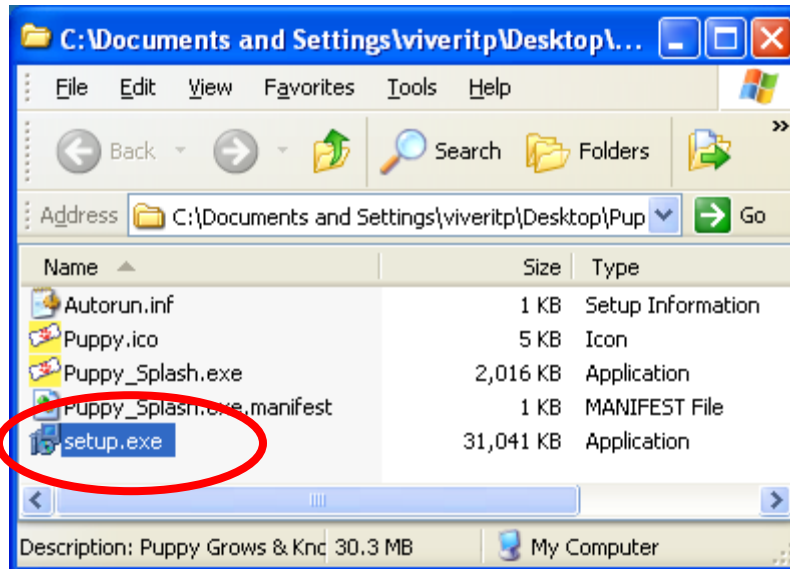 C:\Documents and Settings\viveritp\Desktop\...
File Edit View Favorites Tools Help
Back Search Folders »
Address C:\Documents and Settings\viveritp\Desktop\Pup Go
Name Size Type
Autorun.inf 1 KB Setup Information
Puppy.ico 5 KB Icon
Puppy_Splash.exe 2,016 KB Application
Puppy_Splash.exe.manifest 1 KB MANIFEST File
setup.exe 31,041 KB Application
Description: Puppy Grows & Knc 30.3 MB My Computer